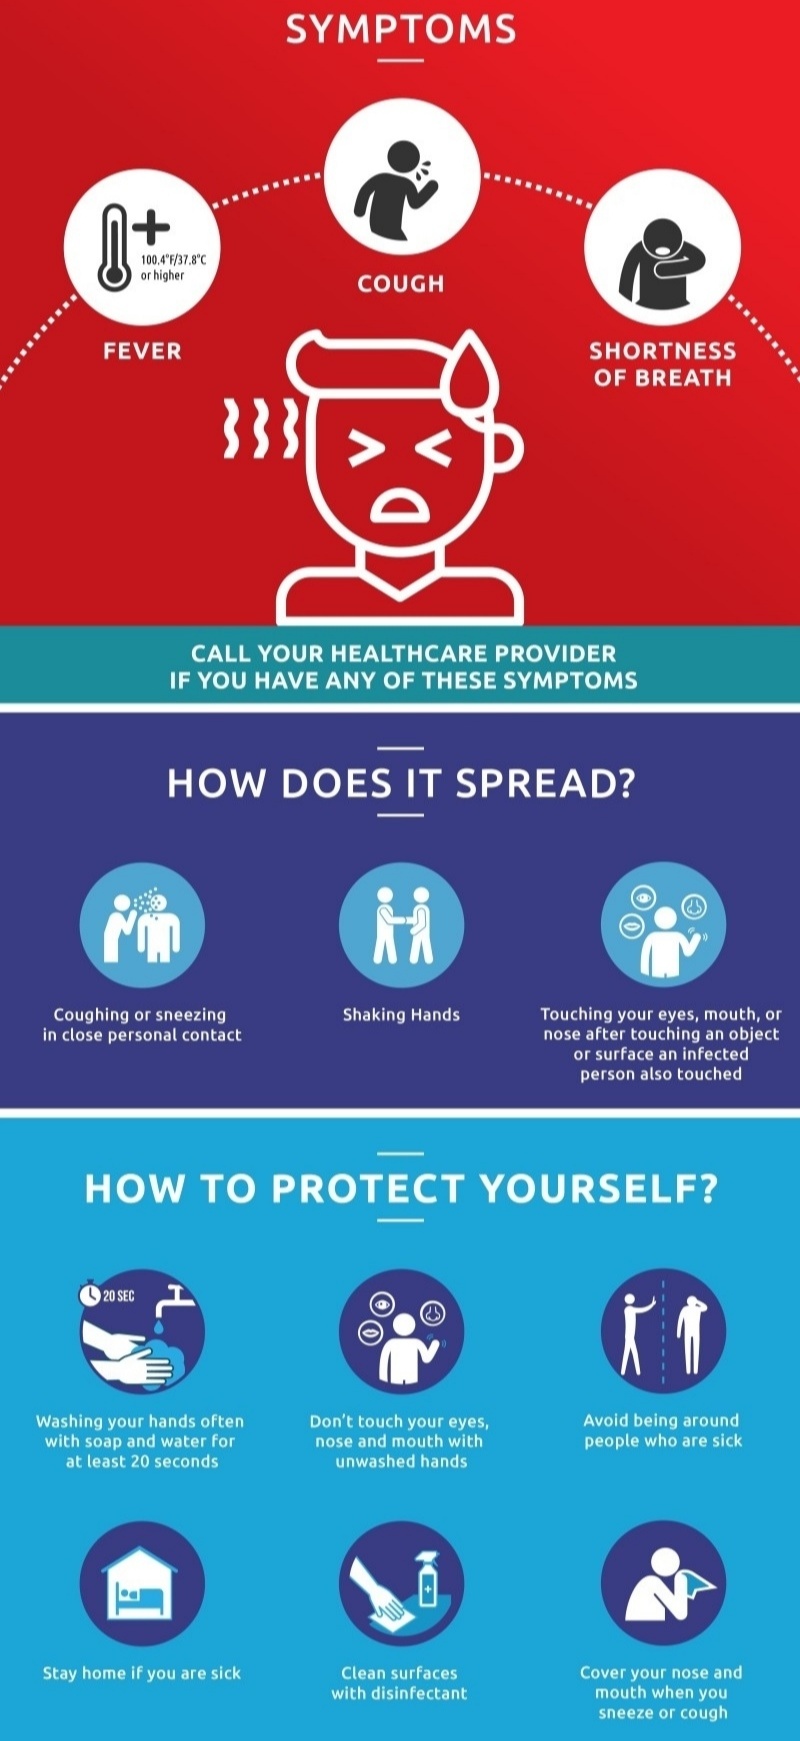 SYMPTOMS
100.4°F/37.8°C
or higher
FEVER
COUGH
SHORTNESS
OF BREATH
CALL YOUR HEALTHCARE PROVIDER
IF YOU HAVE ANY OF THESE SYMPTOMS
HOW DOES IT SPREAD?
Coughing or sneezing
in close personal contact
Shaking Hands
Touching your eyes, mouth, or
nose after touching an object
or surface an infected
person also touched
HOW TO PROTECT YOURSELF?
20 SEC
Washing your hands often
with soap and water for
at least 20 seconds
Don't touch your eyes,
nose and mouth with
unwashed hands
Avoid being around
people who are sick
Stay home if you are sick
Clean surfaces
with disinfectant
Cover your nose and
mouth when you
sneeze or cough